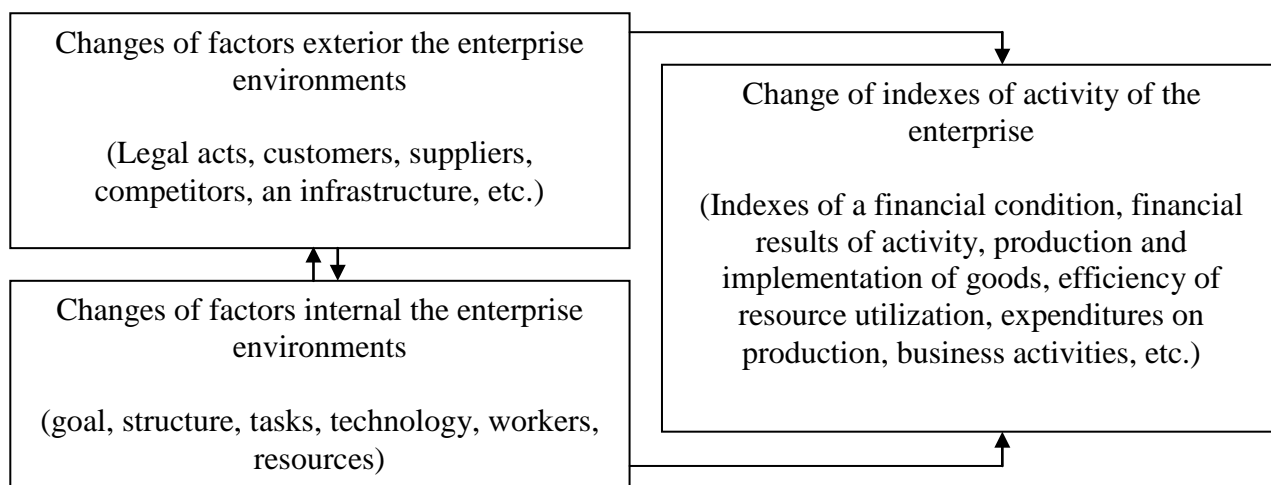 Changes of factors exterior the enterprise
environments
(Legal acts, customers, suppliers,
competitors, an infrastructure, etc.)
Changes of factors internal the enterprise
environments
(goal, structure, tasks, technology, workers,
resources)
Change of indexes of activity of the
enterprise
(Indexes of a financial condition, financial
results of activity, production and
implementation of goods, efficiency of
resource utilization, expenditures on
production, business activities, etc.)